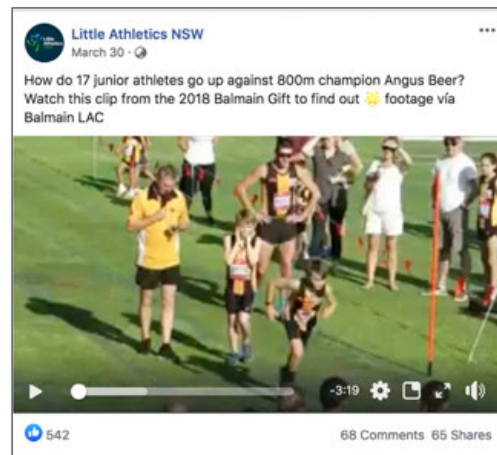 Little Athletics NSW
March 30 ·
How do 17 junior athletes go up against 800m champion Angus Beer?
Watch this clip from the 2018 Balmain Gift to find out 🌟 footage vía
Balmain LAC
-3:19
542
68 Comments 65 Shares